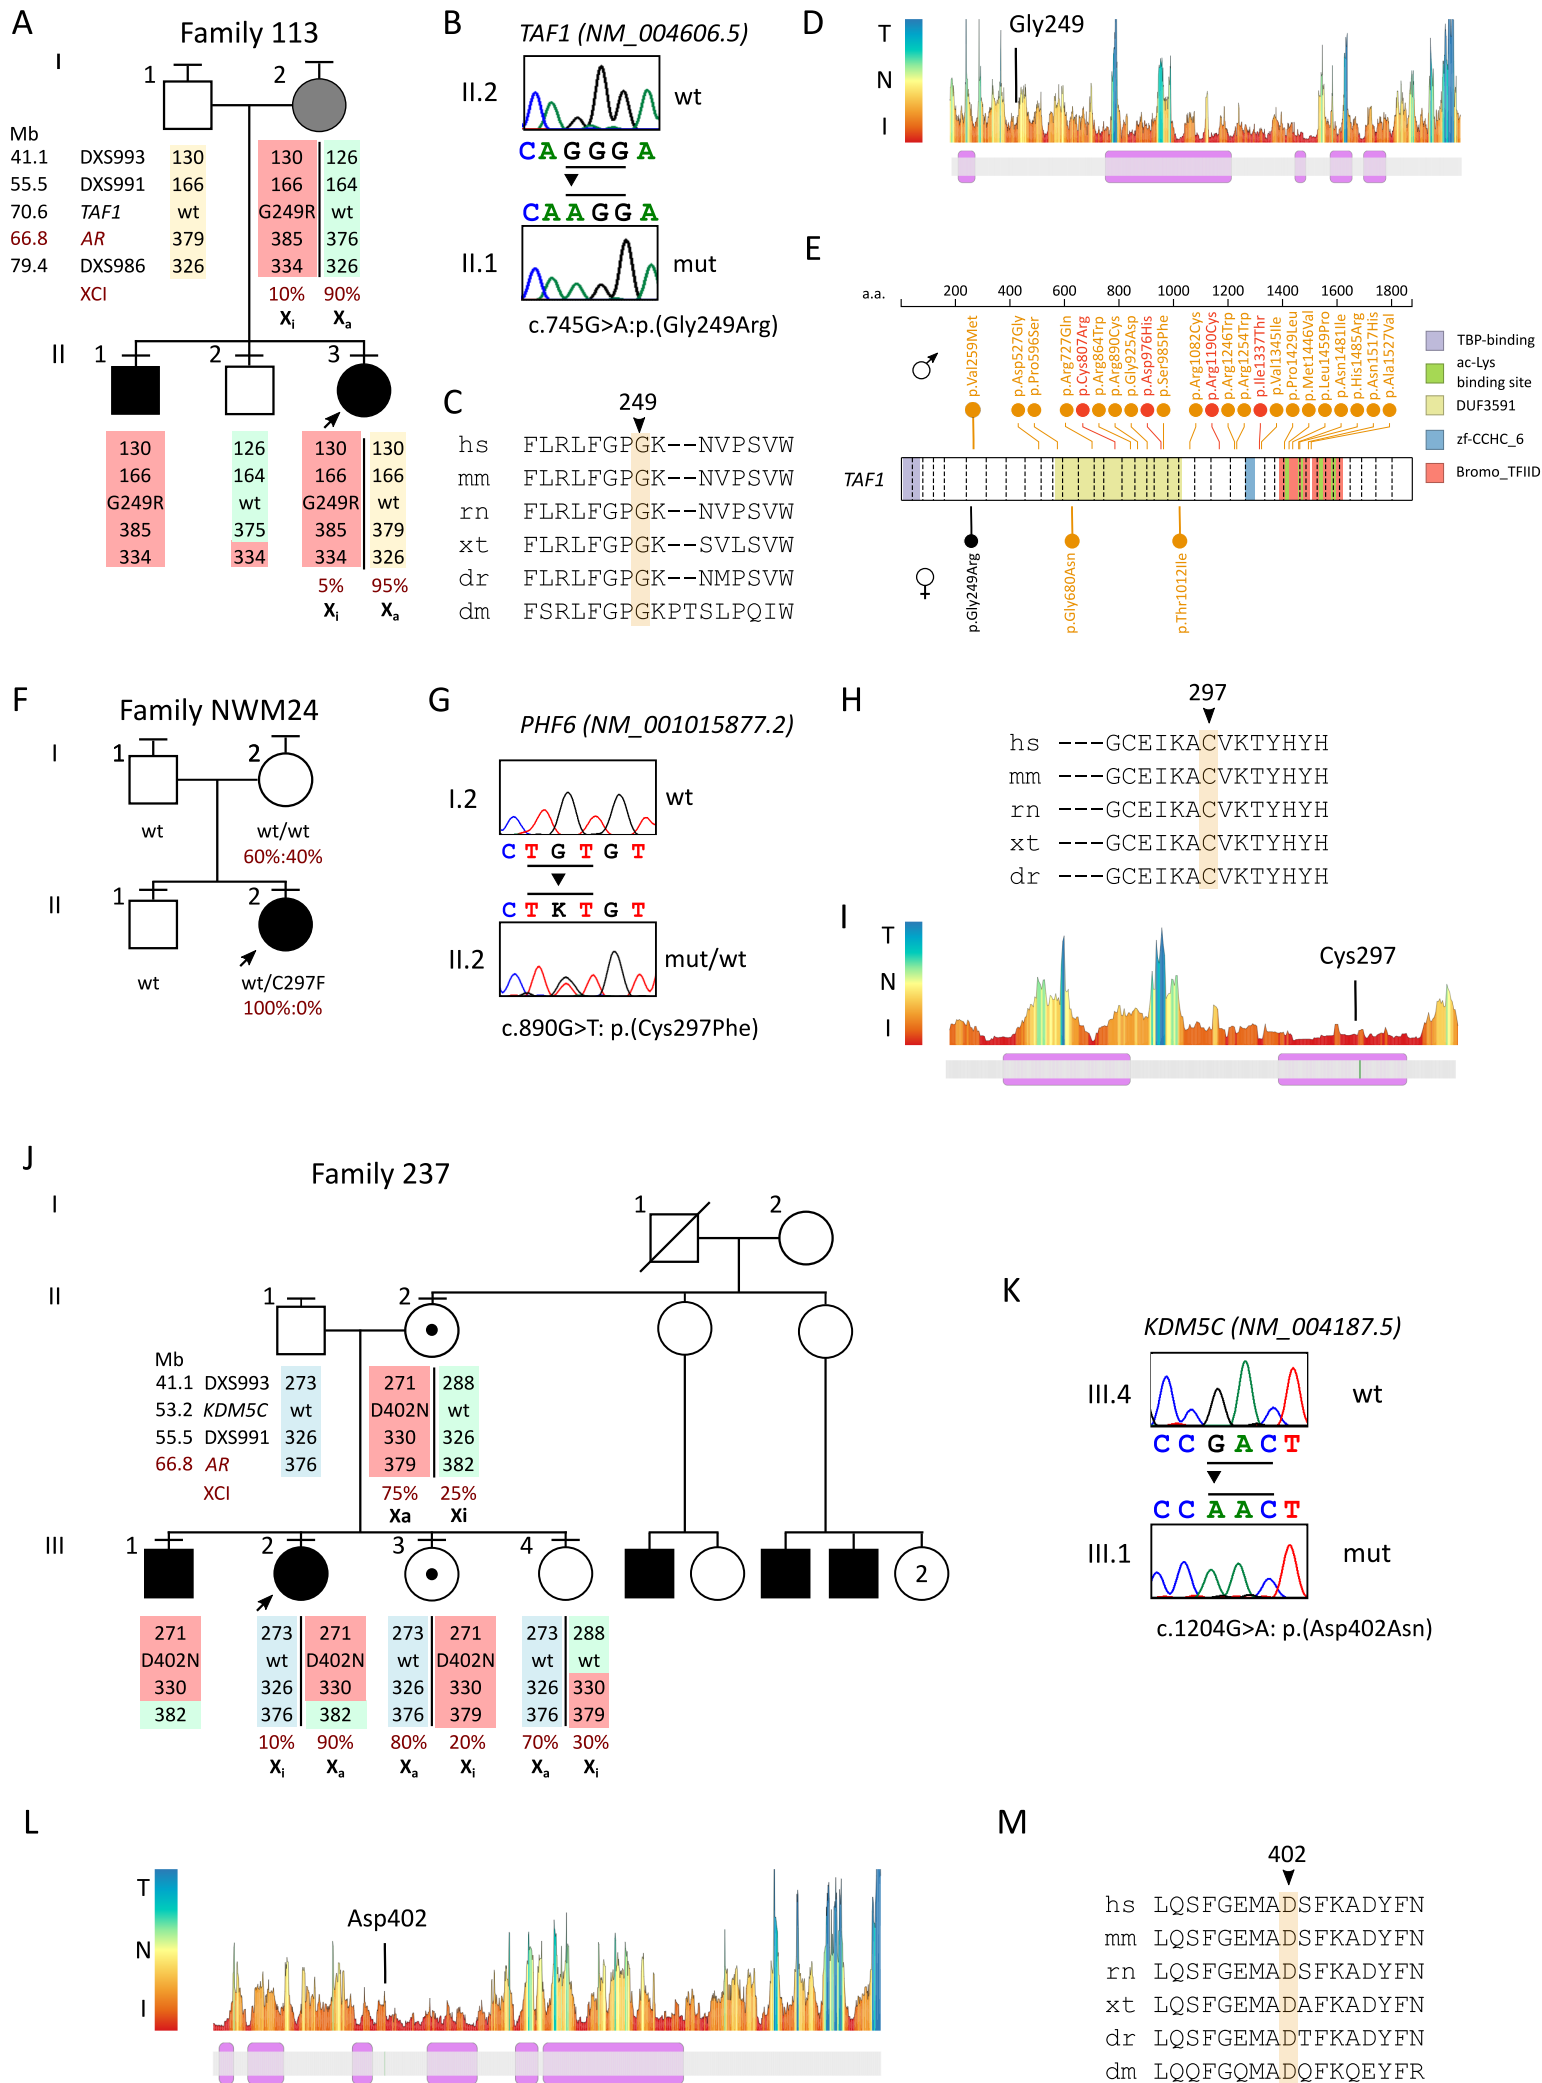 A
Family 113
I
1
2
Mb
41.1 DXS993 130 130 126
55.5 DXS991 166 166 164
70.6 TAF1 wt G249R wt
66.8 AR 379 385 376
79.4 DXS986 326 334 326
XCI 10% 90%
Xi Xa
II
1 2 3
130 126 130 130
166 164 166 166
G249R wt G249R wt
385 375 385 379
334 334 334 326
5% 95%
Xi Xa
B
TAF1 (NM_004606.5)
II.2 wt
CAGGGA
CAAGGA
II.1 mut
c.745G>A:p.(Gly249Arg)
C
249
hs FLRLFGPGK--NVPSVW
mm FLRLFGPGK--NVPSVW
rn FLRLFGPGK--NVPSVW
xt FLRLFGPGK--SVLSVW
dr FLRLFGPGK--NMPSVW
dm FSRLFGPGKPTSLPQIW
D
T
N
I
Gly249
E
a.a. 200 400 600 800 1000 1200 1400 1600 1800
p.Val259Met
p.Asp527Gly
p.Pro596Ser
p.Arg727Gln
p.Cys807Arg
p.Arg864Trp
p.Arg890Cys
p.Gly925Asp
p.Asp976His
p.Ser985Phe
p.Arg1082Cys
p.Arg1190Cys
p.Arg1246Trp
p.Arg1254Trp
p.Ile1337Thr
p.Val1345Ile
p.Pro1429Leu
p.Met1446Val
p.Leu1459Pro
p.Asn1481Ile
p.His1485Arg
p.Asn1517His
p.Ala1527Val
♂
TAF1
♀
p.Gly249Arg
p.Gly680Asn
p.Thr1012Ile
TBP-binding
ac-Lys
binding site
DUF3591
zf-CCHC_6
Bromo_TFIID
F
Family NWM24
I
1 2
wt wt/wt
60%:40%
II
1 2
wt wt/C297F
100%:0%
G
PHF6 (NM_001015877.2)
I.2 wt
CTGTGT
CTKTGT
II.2 mut/wt
c.890G>T: p.(Cys297Phe)
H
297
hs ---GCEIKACVKTYHYH
mm ---GCEIKACVKTYHYH
rn ---GCEIKACVKTYHYH
xt ---GCEIKACVKTYHYH
dr ---GCEIKACVKTYHYH
I
T
N
I
Cys297
J
Family 237
I
1 2
II
1 2
Mb
41.1 DXS993 273 271 288
53.2 KDM5C wt D402N wt
55.5 DXS991 326 330 326
66.8 AR 376 379 382
XCI 75% 25%
Xa Xi
III
1 2 3 4 2
271 273 271 273 271 273 288
D402N wt D402N wt D402N wt wt
330 326 330 326 330 326 330
382 376 382 376 379 376 379
10% 90% 80% 20% 70% 30%
Xi Xa Xa Xi Xa Xi
K
KDM5C (NM_004187.5)
III.4 wt
CCGACT
CCAACT
III.1 mut
c.1204G>A: p.(Asp402Asn)
L
T
N
I
Asp402
M
402
hs LQSFGEMADSFKADYFN
mm LQSFGEMADSFKADYFN
rn LQSFGEMADSFKADYFN
xt LQSFGEMADAFKADYFN
dr LQSFGEMADTFKADYFN
dm LQQFGQMADQFKQEYFR